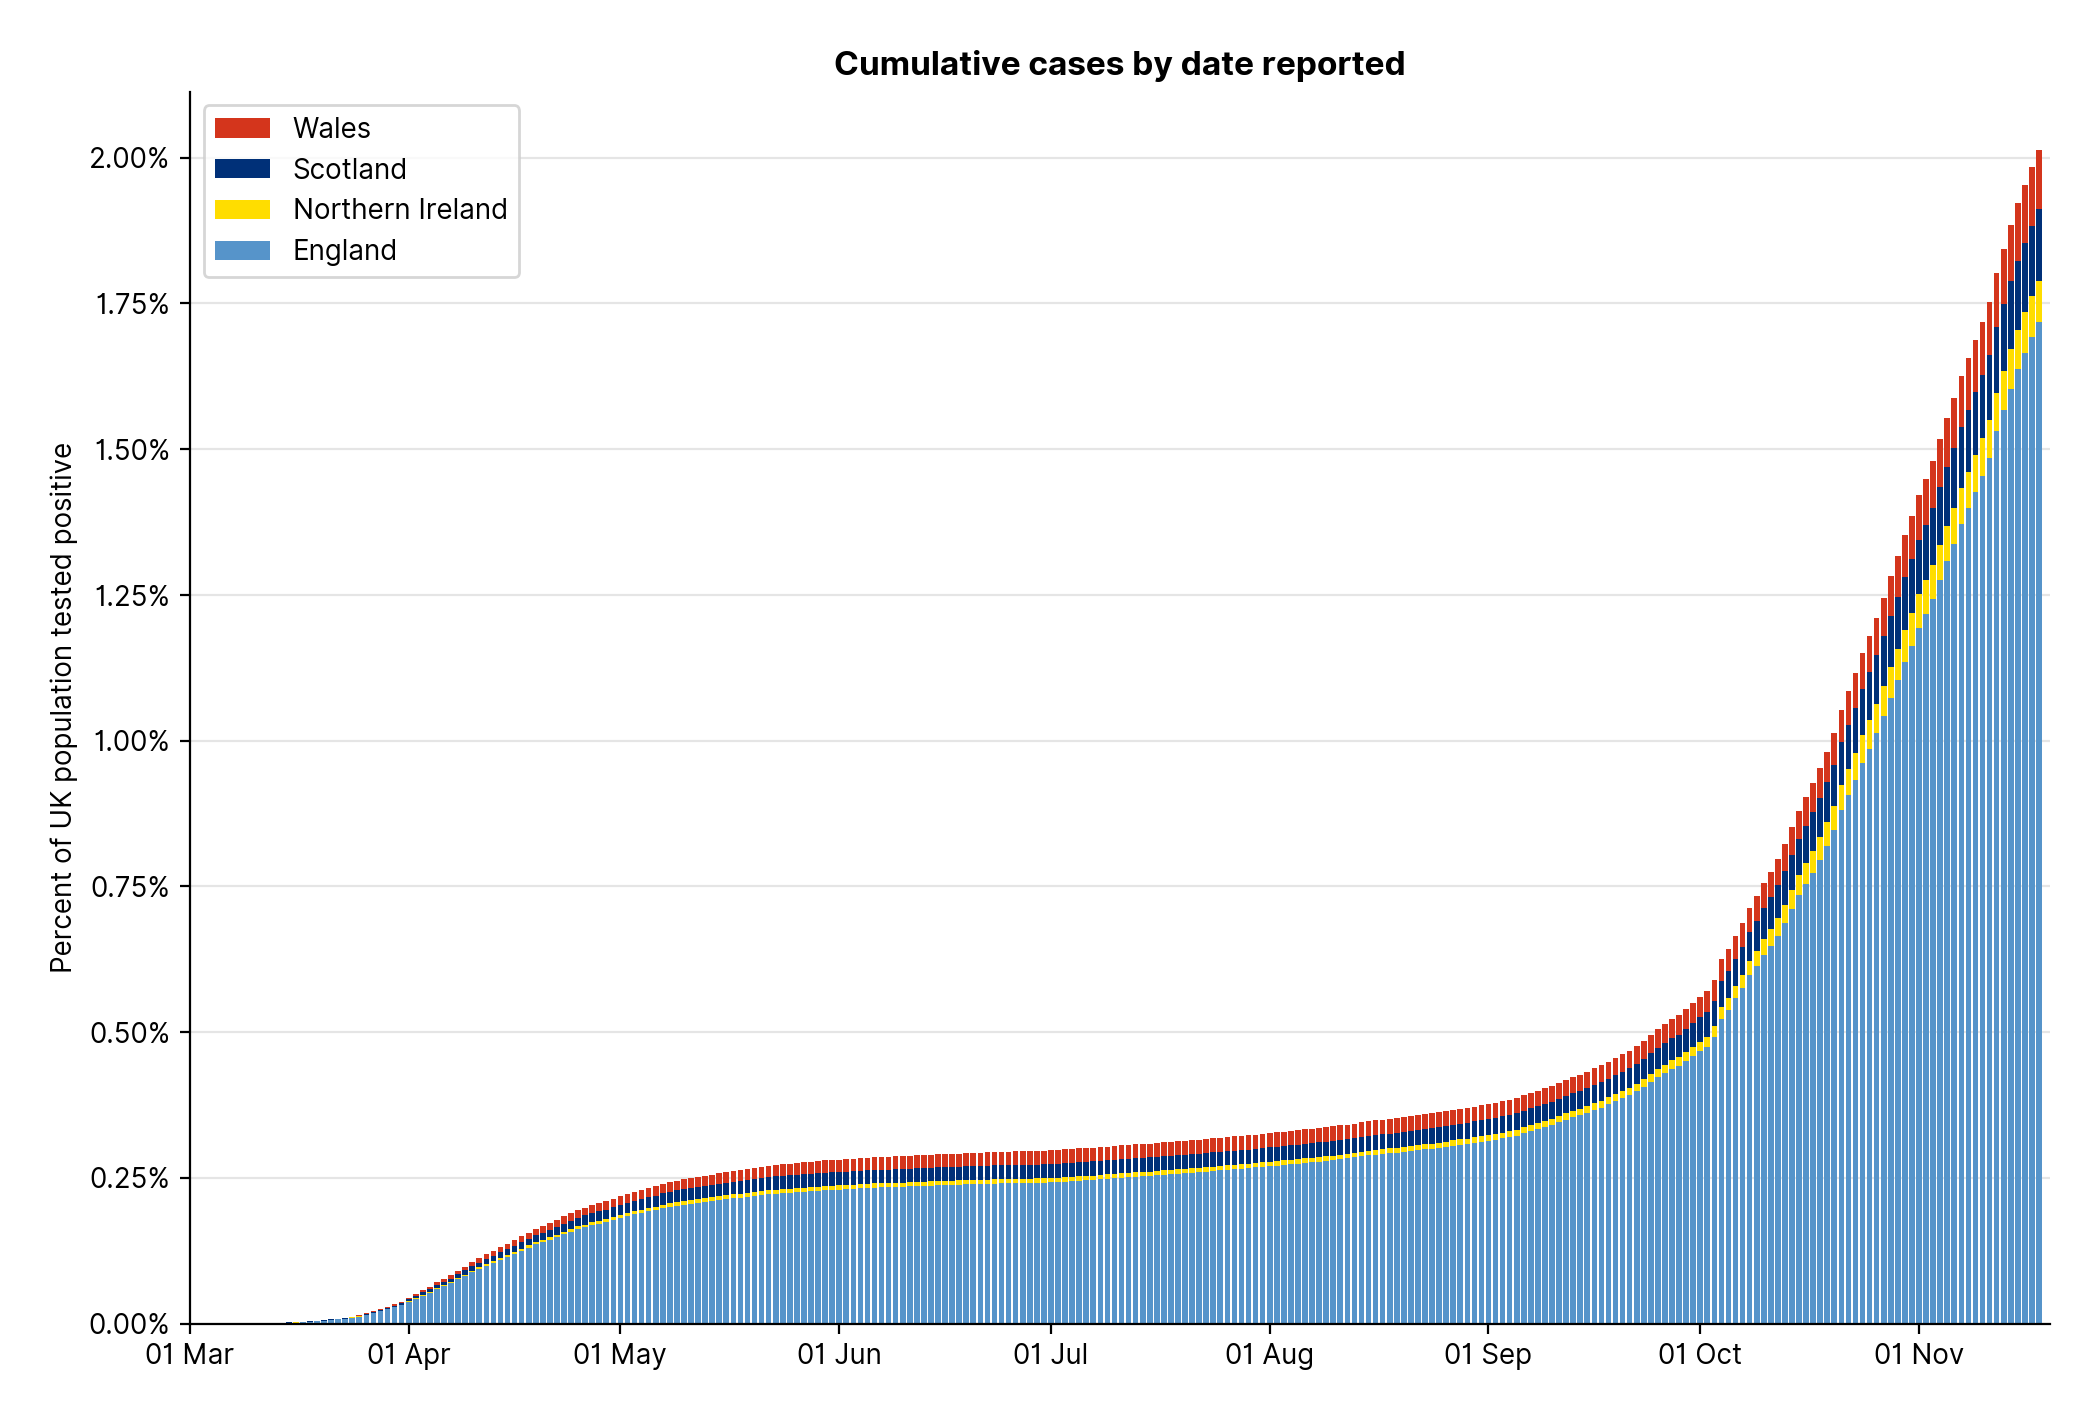 Cumulative cases by date reported
Wales
Scotland
Northern Ireland
England
Percent of UK population tested positive
2.00%
1.75%
1.50%
1.25%
1.00%
0.75%
0.50%
0.25%
0.00%
01 Mar
01 Apr
01 May
01 Jun
01 Jul
01 Aug
01 Sep
01 Oct
01 Nov